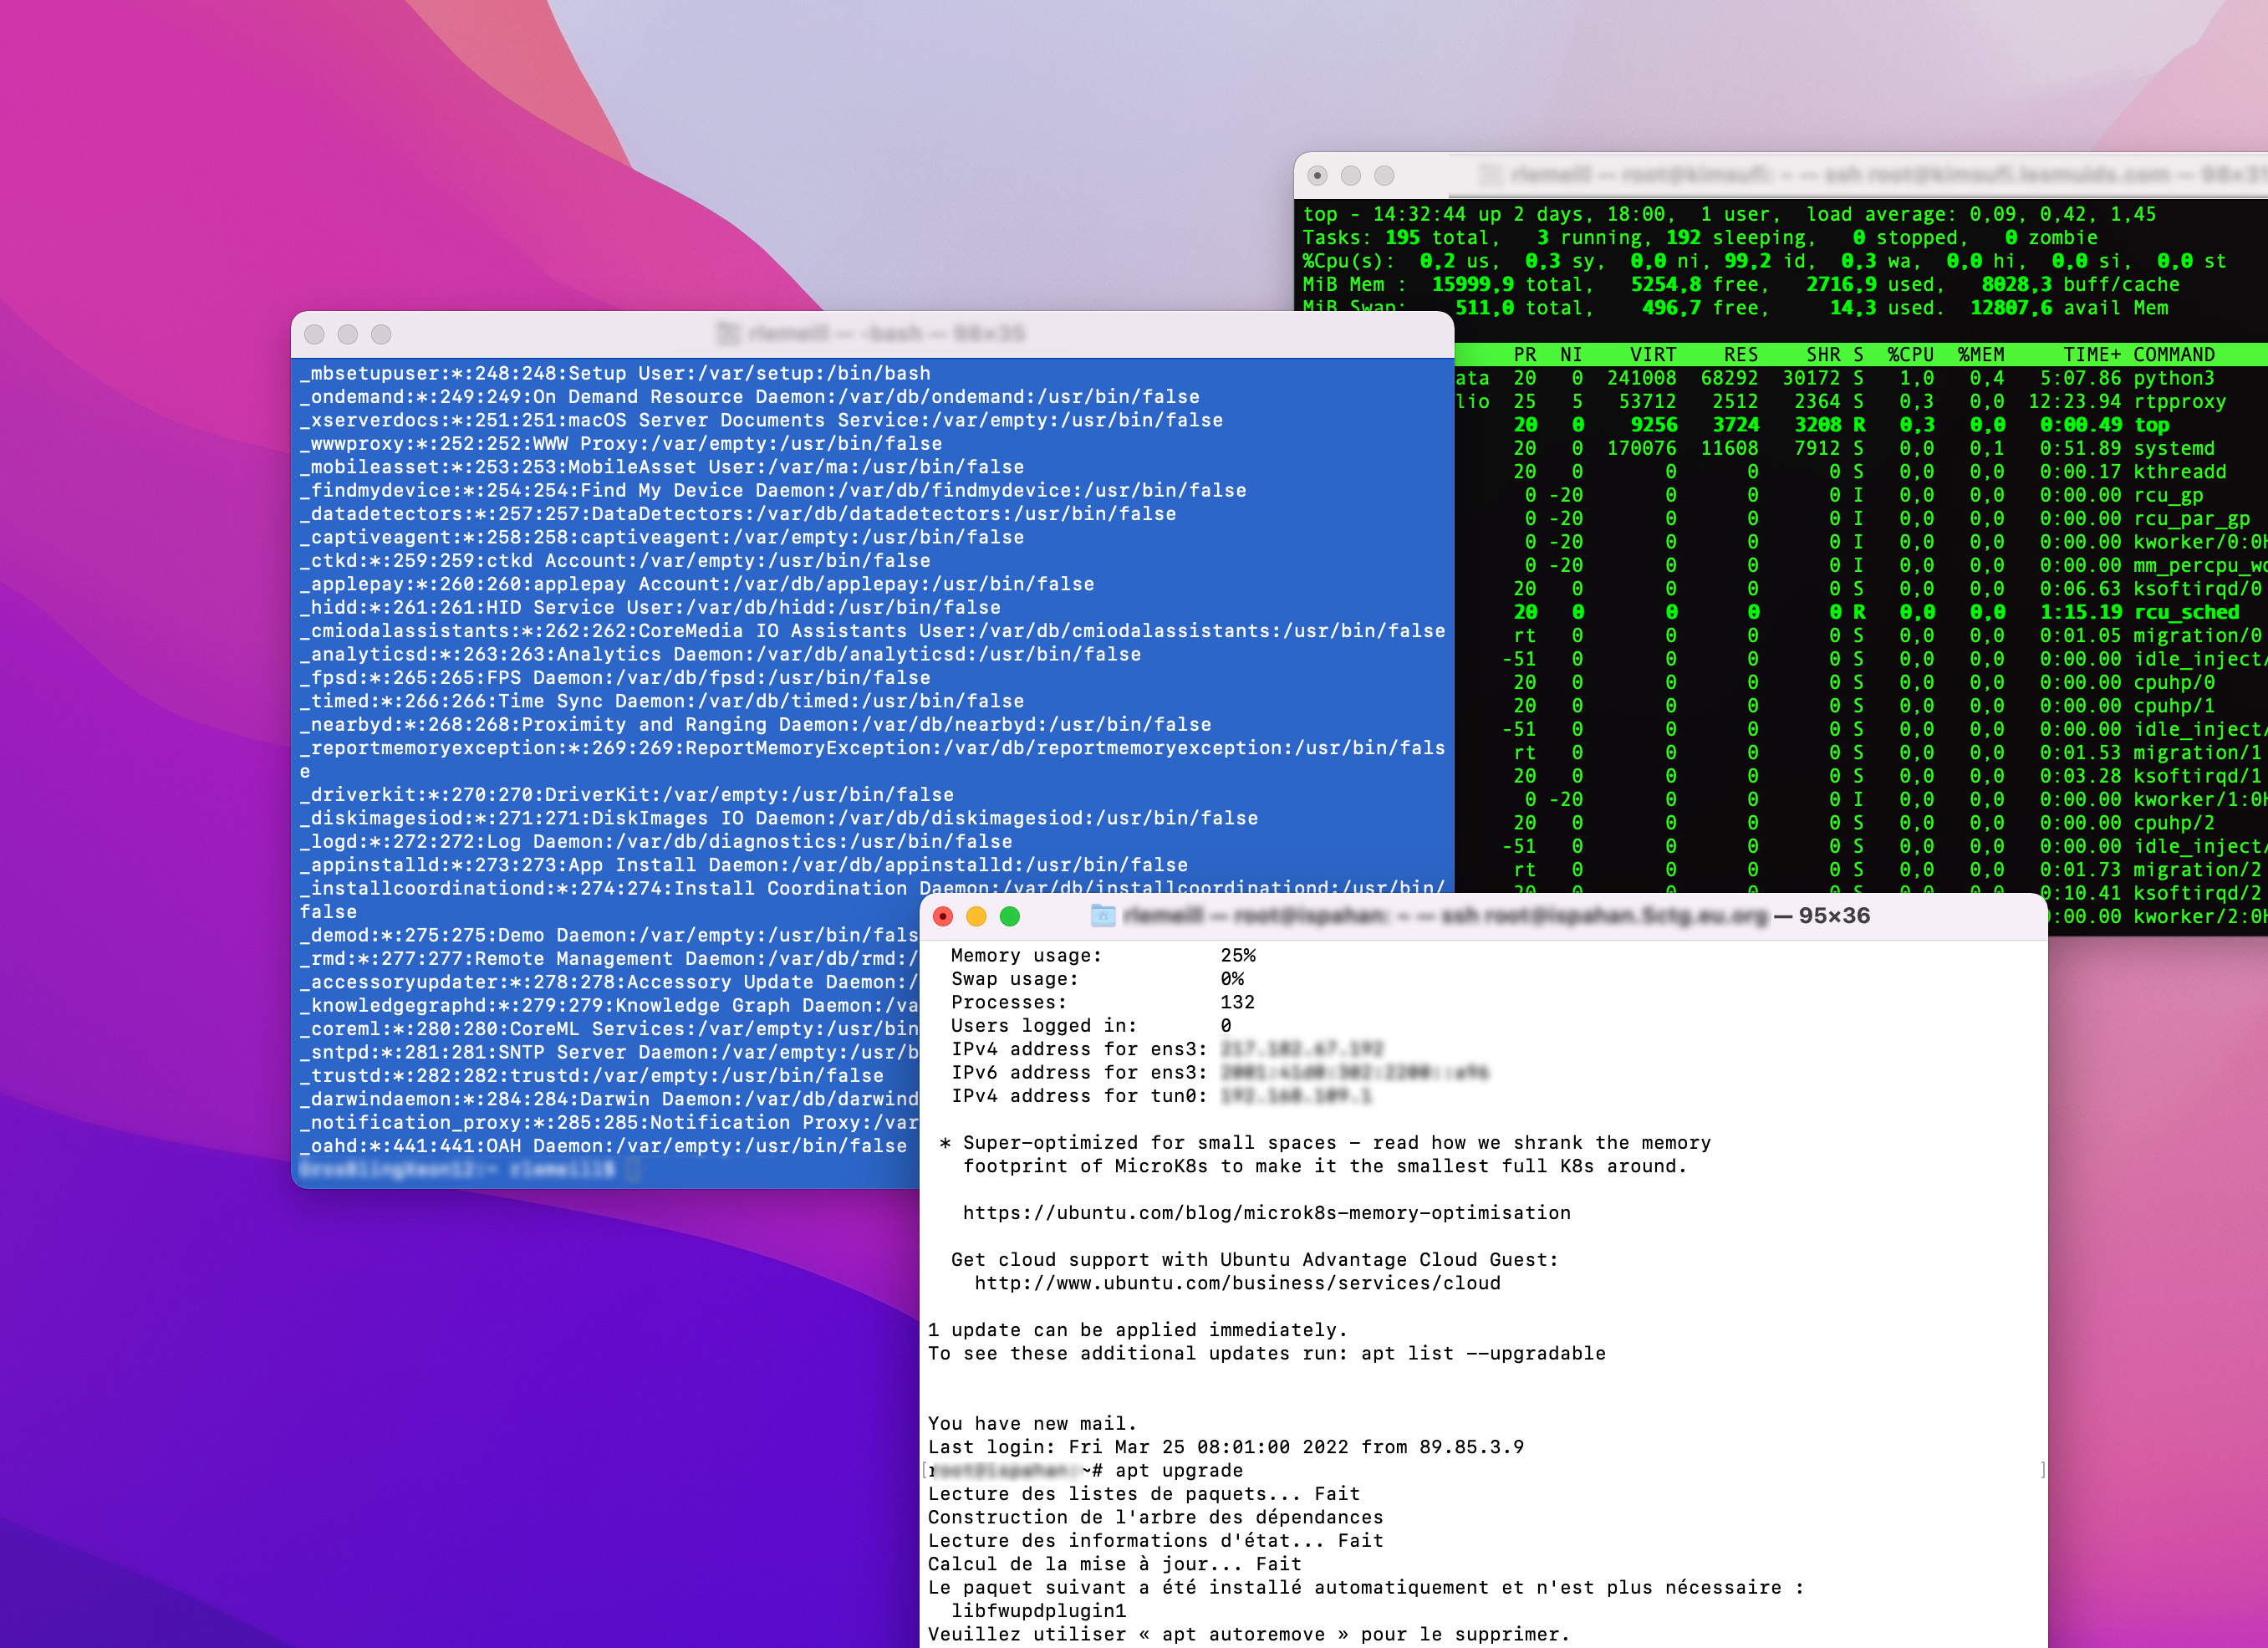 top - 14:32:44 up 2 days, 18:00,  1 user,  load average: 0,09, 0,42, 1,45
Tasks: 195 total,   3 running, 192 sleeping,   0 stopped,   0 zombie
%Cpu(s):  0,2 us,  0,3 sy,  0,0 ni, 99,2 id,  0,3 wa,  0,0 hi,  0,0 si,  0,0 st
MiB Mem :  15999,9 total,   5254,8 free,   2716,9 used,   8028,3 buff/cache
MiB Swap:    511,0 total,    496,7 free,     14,3 used.  12807,6 avail Mem
PR  NI    VIRT    RES    SHR S  %CPU  %MEM     TIME+ COMMAND
ata  20   0  241008  68292  30172 S   1,0   0,4   5:07.86 python3
lio  25   5   53712   2512   2364 S   0,3   0,0  12:23.94 rtpproxy
20   0    9256   3724   3208 R   0,3   0,0   0:00.49 top
20   0  170076  11608   7912 S   0,0   0,1   0:51.89 systemd
20   0       0      0      0 S   0,0   0,0   0:00.17 kthreadd
0 -20       0      0      0 I   0,0   0,0   0:00.00 rcu_gp
0 -20       0      0      0 I   0,0   0,0   0:00.00 rcu_par_gp
0 -20       0      0      0 I   0,0   0,0   0:00.00 kworker/0:0H
0 -20       0      0      0 I   0,0   0,0   0:00.00 mm_percpu_wq
20   0       0      0      0 S   0,0   0,0   0:06.63 ksoftirqd/0
20   0       0      0      0 R   0,0   0,0   1:15.19 rcu_sched
rt   0       0      0      0 S   0,0   0,0   0:01.05 migration/0
-51   0       0      0      0 S   0,0   0,0   0:00.00 idle_inject/
20   0       0      0      0 S   0,0   0,0   0:00.00 cpuhp/0
20   0       0      0      0 S   0,0   0,0   0:00.00 cpuhp/1
-51   0       0      0      0 S   0,0   0,0   0:00.00 idle_inject/
rt   0       0      0      0 S   0,0   0,0   0:01.53 migration/1
20   0       0      0      0 S   0,0   0,0   0:03.28 ksoftirqd/1
0 -20       0      0      0 I   0,0   0,0   0:00.00 kworker/1:0H
20   0       0      0      0 S   0,0   0,0   0:00.00 cpuhp/2
-51   0       0      0      0 S   0,0   0,0   0:00.00 idle_inject/
rt   0       0      0      0 S   0,0   0,0   0:01.73 migration/2
20   0       0      0      0 S   0,0   0,0   0:10.41 ksoftirqd/2
:00.00 kworker/2:0H
_mbsetupuser:*:248:248:Setup User:/var/setup:/bin/bash
_ondemand:*:249:249:On Demand Resource Daemon:/var/db/ondemand:/usr/bin/false
_xserverdocs:*:251:251:macOS Server Documents Service:/var/empty:/usr/bin/false
_wwwproxy:*:252:252:WWW Proxy:/var/empty:/usr/bin/false
_mobileasset:*:253:253:MobileAsset User:/var/ma:/usr/bin/false
_findmydevice:*:254:254:Find My Device Daemon:/var/db/findmydevice:/usr/bin/false
_datadetectors:*:257:257:DataDetectors:/var/db/datadetectors:/usr/bin/false
_captiveagent:*:258:258:captiveagent:/var/empty:/usr/bin/false
_ctkd:*:259:259:ctkd Account:/var/empty:/usr/bin/false
_applepay:*:260:260:applepay Account:/var/db/applepay:/usr/bin/false
_hidd:*:261:261:HID Service User:/var/db/hidd:/usr/bin/false
_cmiodalassistants:*:262:262:CoreMedia IO Assistants User:/var/db/cmiodalassistants:/usr/bin/false
_analyticsd:*:263:263:Analytics Daemon:/var/db/analyticsd:/usr/bin/false
_fpsd:*:265:265:FPS Daemon:/var/db/fpsd:/usr/bin/false
_timed:*:266:266:Time Sync Daemon:/var/db/timed:/usr/bin/false
_nearbyd:*:268:268:Proximity and Ranging Daemon:/var/db/nearbyd:/usr/bin/false
_reportmemoryexception:*:269:269:ReportMemoryException:/var/db/reportmemoryexception:/usr/bin/fals
e
_driverkit:*:270:270:DriverKit:/var/empty:/usr/bin/false
_diskimagesiod:*:271:271:DiskImages IO Daemon:/var/db/diskimagesiod:/usr/bin/false
_logd:*:272:272:Log Daemon:/var/db/diagnostics:/usr/bin/false
_appinstalld:*:273:273:App Install Daemon:/var/db/appinstalld:/usr/bin/false
_installcoordinationd:*:274:274:Install Coordination Daemon:/var/db/installcoordinationd:/usr/bin/
false
_demod:*:275:275:Demo Daemon:/var/empty:/usr/bin/fals
_rmd:*:277:277:Remote Management Daemon:/var/db/rmd:/
_accessoryupdater:*:278:278:Accessory Update Daemon:/
_knowledgegraphd:*:279:279:Knowledge Graph Daemon:/va
_coreml:*:280:280:CoreML Services:/var/empty:/usr/bin
_sntpd:*:281:281:SNTP Server Daemon:/var/empty:/usr/b
_trustd:*:282:282:trustd:/var/empty:/usr/bin/false
_darwindaemon:*:284:284:Darwin Daemon:/var/db/darwind
_notification_proxy:*:285:285:Notification Proxy:/var
_oahd:*:441:441:OAH Daemon:/var/empty:/usr/bin/false
— 95×36
Memory usage:          25%
Swap usage:            0%
Processes:             132
Users logged in:       0
IPv4 address for ens3:
IPv6 address for ens3:
IPv4 address for tun0:
* Super-optimized for small spaces - read how we shrank the memory
footprint of MicroK8s to make it the smallest full K8s around.
https://ubuntu.com/blog/microk8s-memory-optimisation
Get cloud support with Ubuntu Advantage Cloud Guest:
http://www.ubuntu.com/business/services/cloud
1 update can be applied immediately.
To see these additional updates run: apt list --upgradable
You have new mail.
Last login: Fri Mar 25 08:01:00 2022 from 89.85.3.9
~# apt upgrade
Lecture des listes de paquets... Fait
Construction de l'arbre des dépendances
Lecture des informations d'état... Fait
Calcul de la mise à jour... Fait
Le paquet suivant a été installé automatiquement et n'est plus nécessaire :
libfwupdplugin1
Veuillez utiliser « apt autoremove » pour le supprimer.